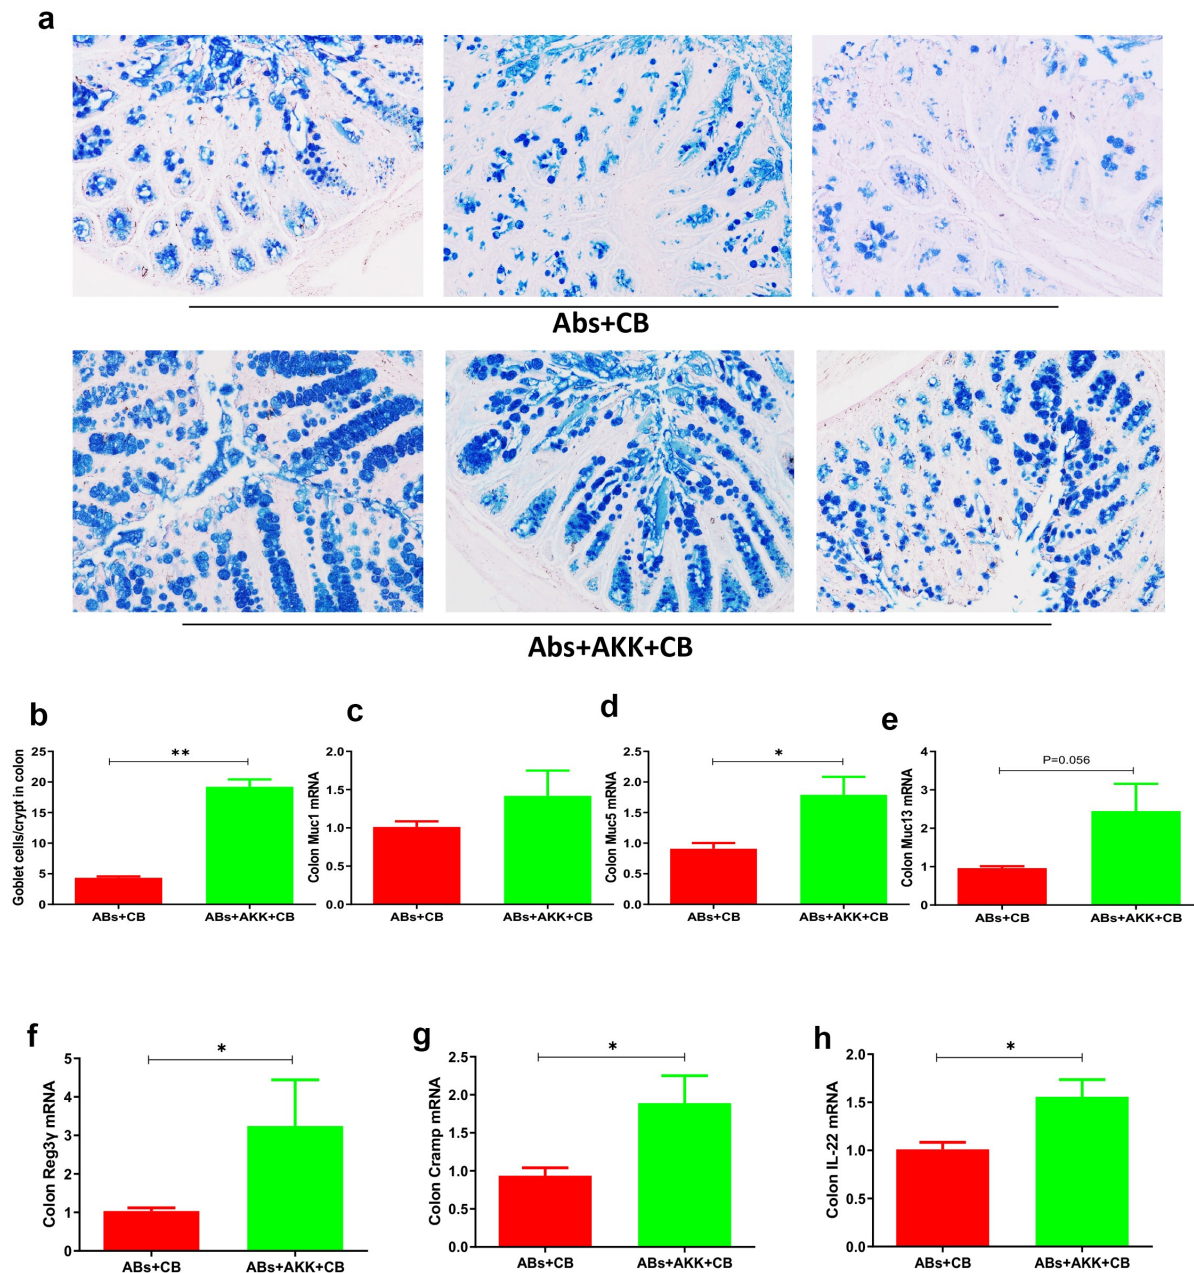 a
Abs+CB
Abs+AKK+CB
b
Goblet cells/crypt in colon
25
20
15
10
5
0
**
ABs+CB
ABs+AKK+CB
c
Colon Muc1 mRNA
2.0
1.5
1.0
0.5
0.0
ABs+CB
ABs+AKK+CB
d
Colon Muc5 mRNA
2.5
2.0
1.5
1.0
0.5
0.0
*
ABs+CB
ABs+AKK+CB
e
Colon Muc13 mRNA
4
3
2
1
0
P=0.056
ABs+CB
ABs+AKK+CB
f
Colon Reg3γ mRNA
5
4
3
2
1
0
*
ABs+CB
ABs+AKK+CB
g
Colon Cramp mRNA
2.5
2.0
1.5
1.0
0.5
0.0
*
ABs+CB
ABs+AKK+CB
h
Colon IL-22 mRNA
2.0
1.5
1.0
0.5
0.0
*
ABs+CB
ABs+AKK+CB